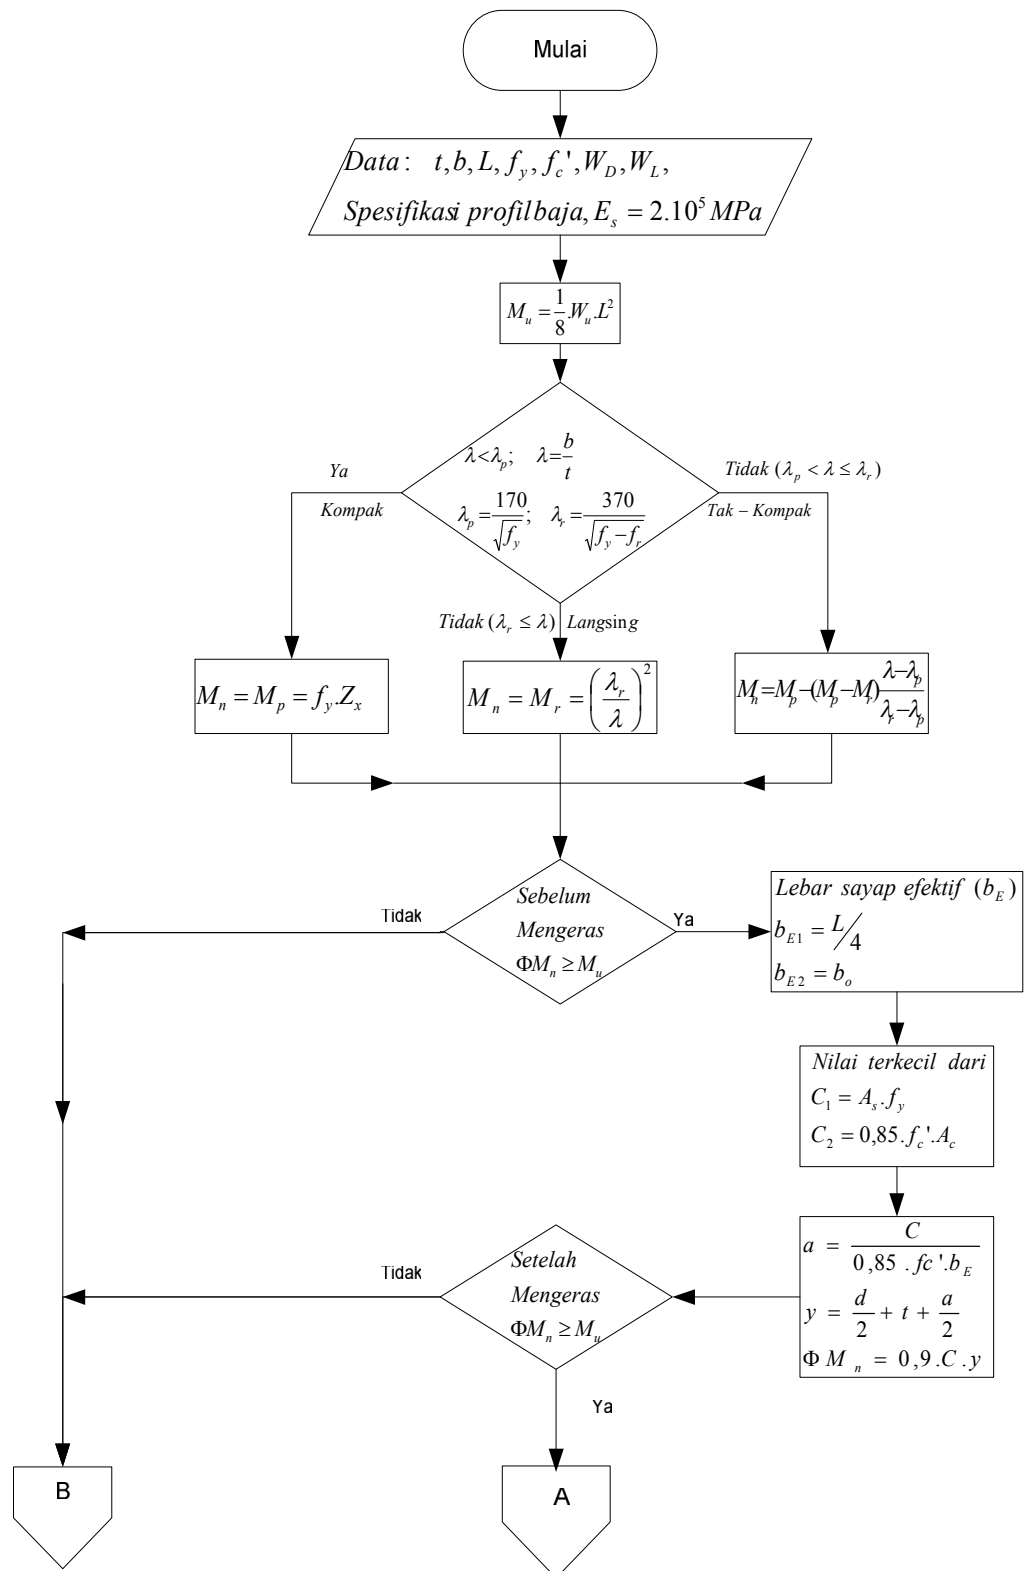 Mulai
Data : t, b, L, f_y, f_c', W_D, W_L,
Spesifikasi profilbaja, E_s = 2.10^5 MPa
M_u = 1/8 .W_u.L^2
λ<λ_p; λ=b/t
λ_p = 170/√f_y; λ_r = 370/√(f_y − f_r)
Ya
Kompak
Tidak (λ_p < λ ≤ λ_r)
Tak − Kompak
Tidak (λ_r ≤ λ) Langsing
M_n = M_p = f_y.Z_x
M_n = M_r = (λ_r/λ)^2
M_n=M_p−(M_p−M_r) (λ−λ_p)/(λ_r−λ_p)
Sebelum
Mengeras
ΦM_n ≥ M_u
Tidak
Ya
Lebar sayap efektif (b_E)
b_E1 = L/4
b_E2 = b_o
Nilai terkecil dari
C_1 = A_s.f_y
C_2 = 0,85.f_c'.A_c
a = C/(0,85 . fc'.b_E)
y = d/2 + t + a/2
Φ M_n = 0,9 .C .y
Setelah
Mengeras
ΦM_n ≥ M_u
Tidak
Ya
B
A